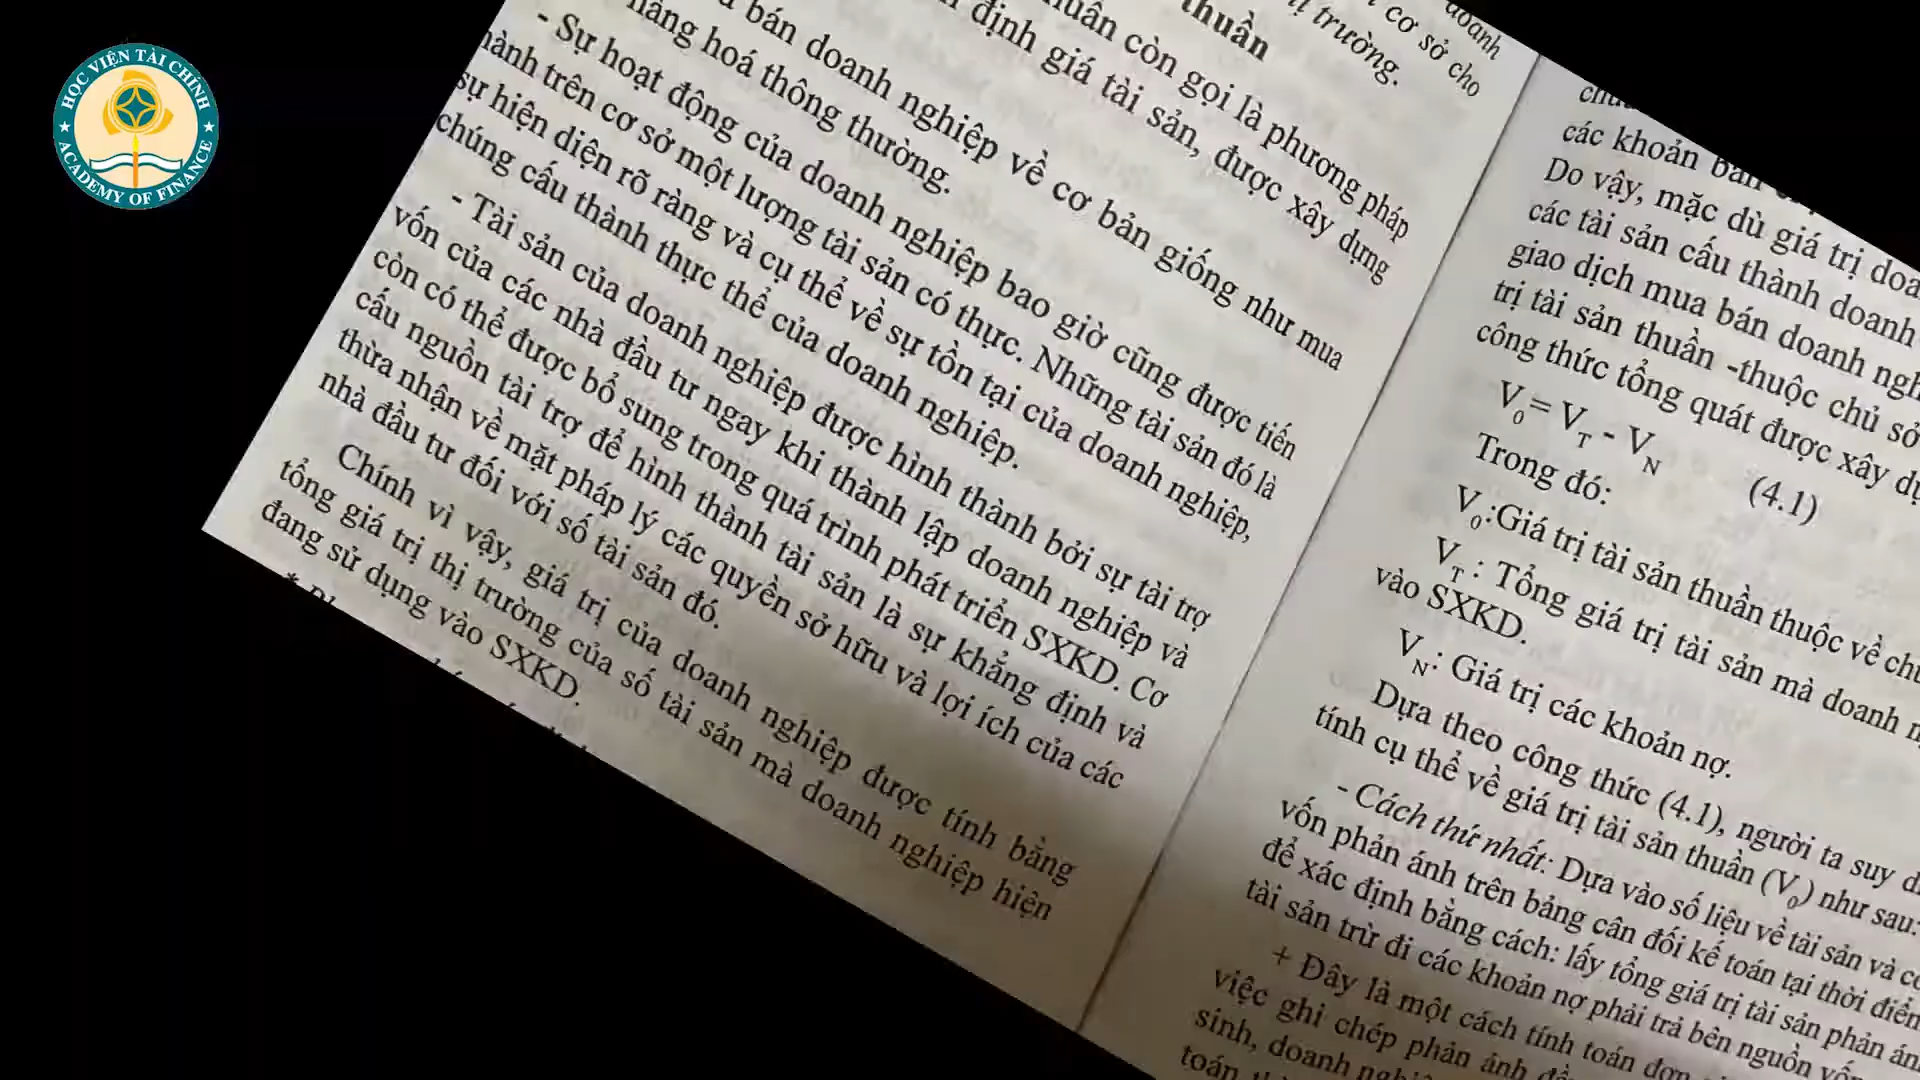 HỌC VIỆN TÀI CHÍNH
ACADEMY OF FINANCE
doanh
cơ sở cho
trường.
thuần
còn gọi là phương pháp
định giá tài sản, được xây dựng
bán doanh nghiệp về cơ bản giống như mua
hàng hoá thông thường.
- Sự hoạt động của doanh nghiệp bao giờ cũng được tiến
hành trên cơ sở một lượng tài sản có thực. Những tài sản đó là
sự hiện diện rõ ràng và cụ thể về sự tồn tại của doanh nghiệp,
chúng cấu thành thực thể của doanh nghiệp.
- Tài sản của doanh nghiệp được hình thành bởi sự tài trợ
vốn của các nhà đầu tư ngay khi thành lập doanh nghiệp và
còn có thể được bổ sung trong quá trình phát triển SXKD. Cơ
cấu nguồn tài trợ để hình thành tài sản là sự khẳng định và
thừa nhận về mặt pháp lý các quyền sở hữu và lợi ích của các
nhà đầu tư đối với số tài sản đó.
Chính vì vậy, giá trị của doanh nghiệp được tính bằng
tổng giá trị thị trường của số tài sản mà doanh nghiệp hiện
đang sử dụng vào SXKD.
các khoản
Do vậy, mặc dù giá trị
các tài sản cấu thành doanh
giao dịch mua bán doanh
trị tài sản thuần -thuộc chủ sở
công thức tổng quát được xây
V₀ = V_T - V_N (4.1)
Trong đó:
V₀:Giá trị tài sản thuần thuộc về
V_T: Tổng giá trị tài sản mà doanh
vào SXKD.
V_N: Giá trị các khoản nợ.
Dựa theo công thức (4.1), người ta suy
tính cụ thể về giá trị tài sản thuần (V₀) như sau:
- Cách thứ nhất: Dựa vào số liệu về tài sản và
vốn phản ánh trên bảng cân đối kế toán tại thời
để xác định bằng cách: lấy tổng giá trị tài sản phản
tài sản trừ đi các khoản nợ phải trả bên nguồn
+ Đây là một cách tính toán
việc ghi chép phản ánh
sinh, doanh
toán